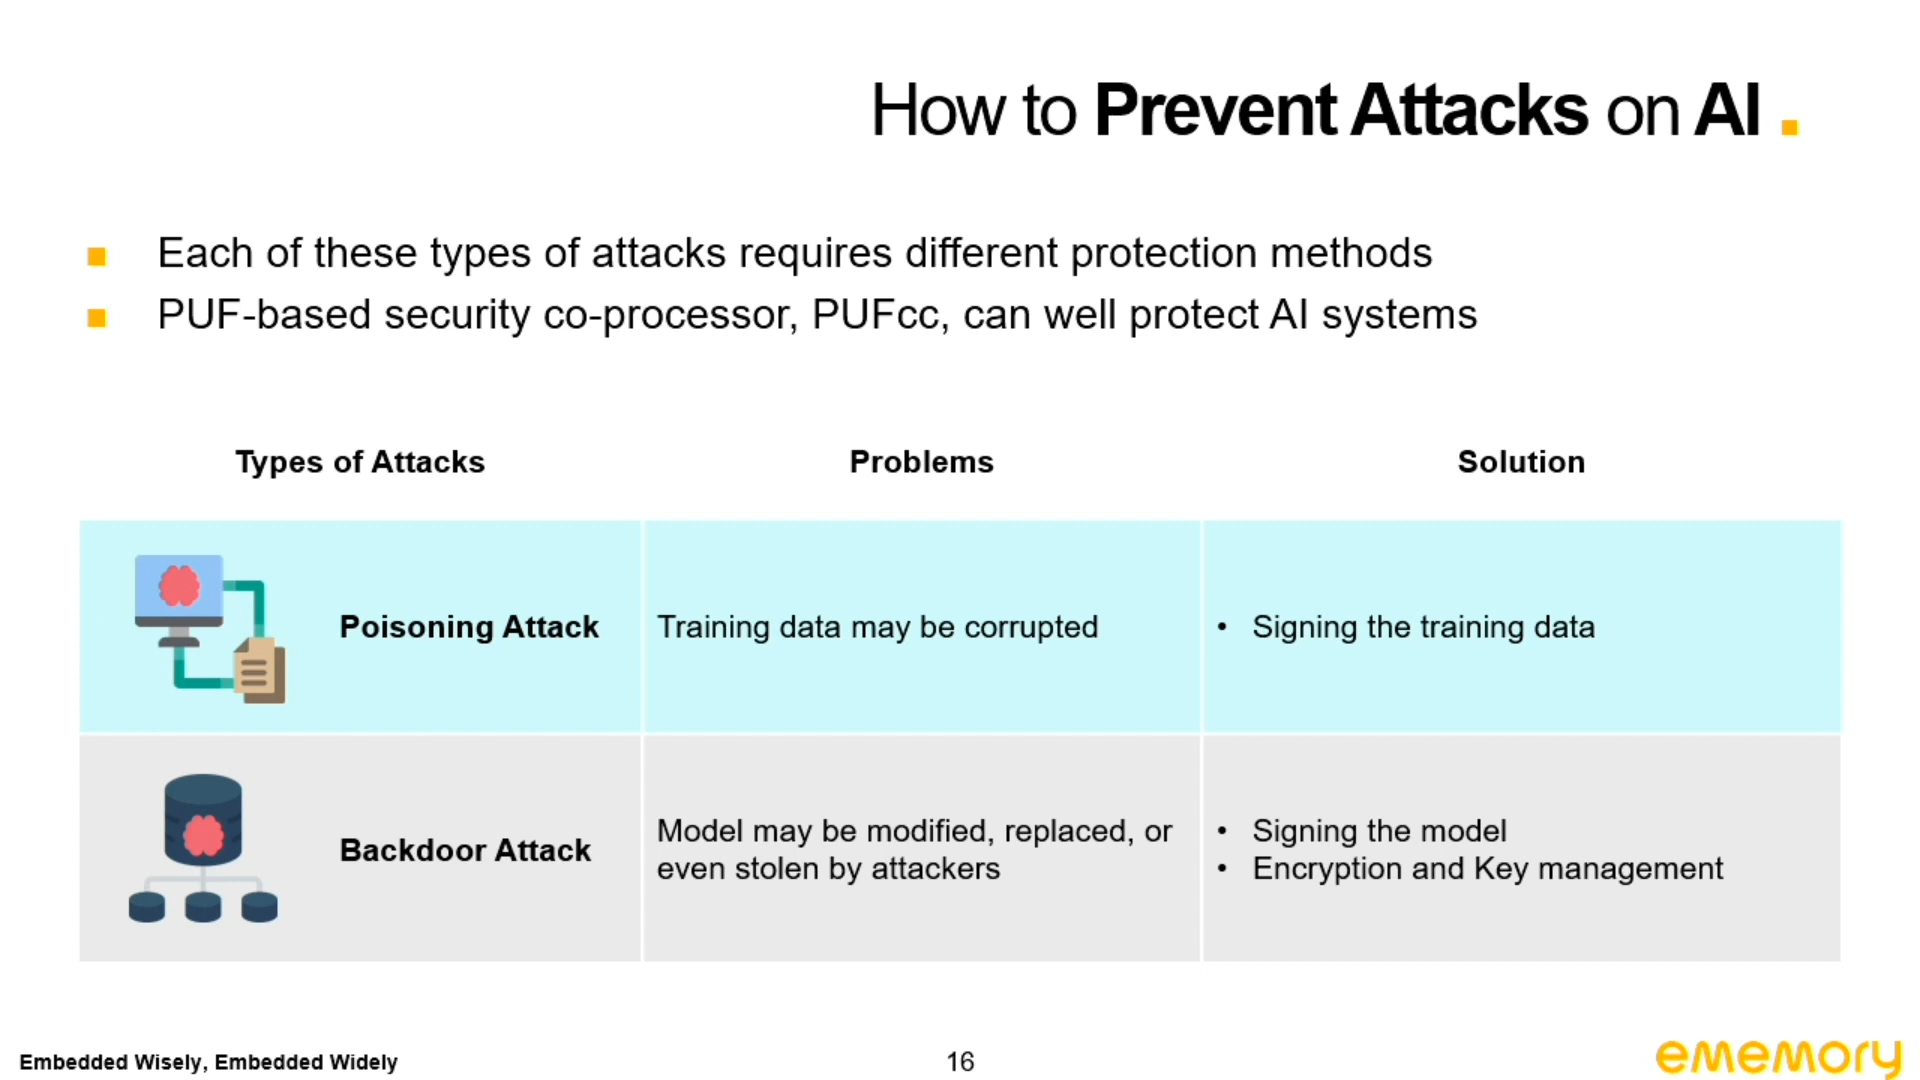 How to Prevent Attacks on AI .
Each of these types of attacks requires different protection methods
PUF-based security co-processor, PUFcc, can well protect AI systems
Types of Attacks
Problems
Solution
Poisoning Attack
Training data may be corrupted
• Signing the training data
Backdoor Attack
Model may be modified, replaced, or
even stolen by attackers
• Signing the model
• Encryption and Key management
Embedded Wisely, Embedded Widely
16
ememory